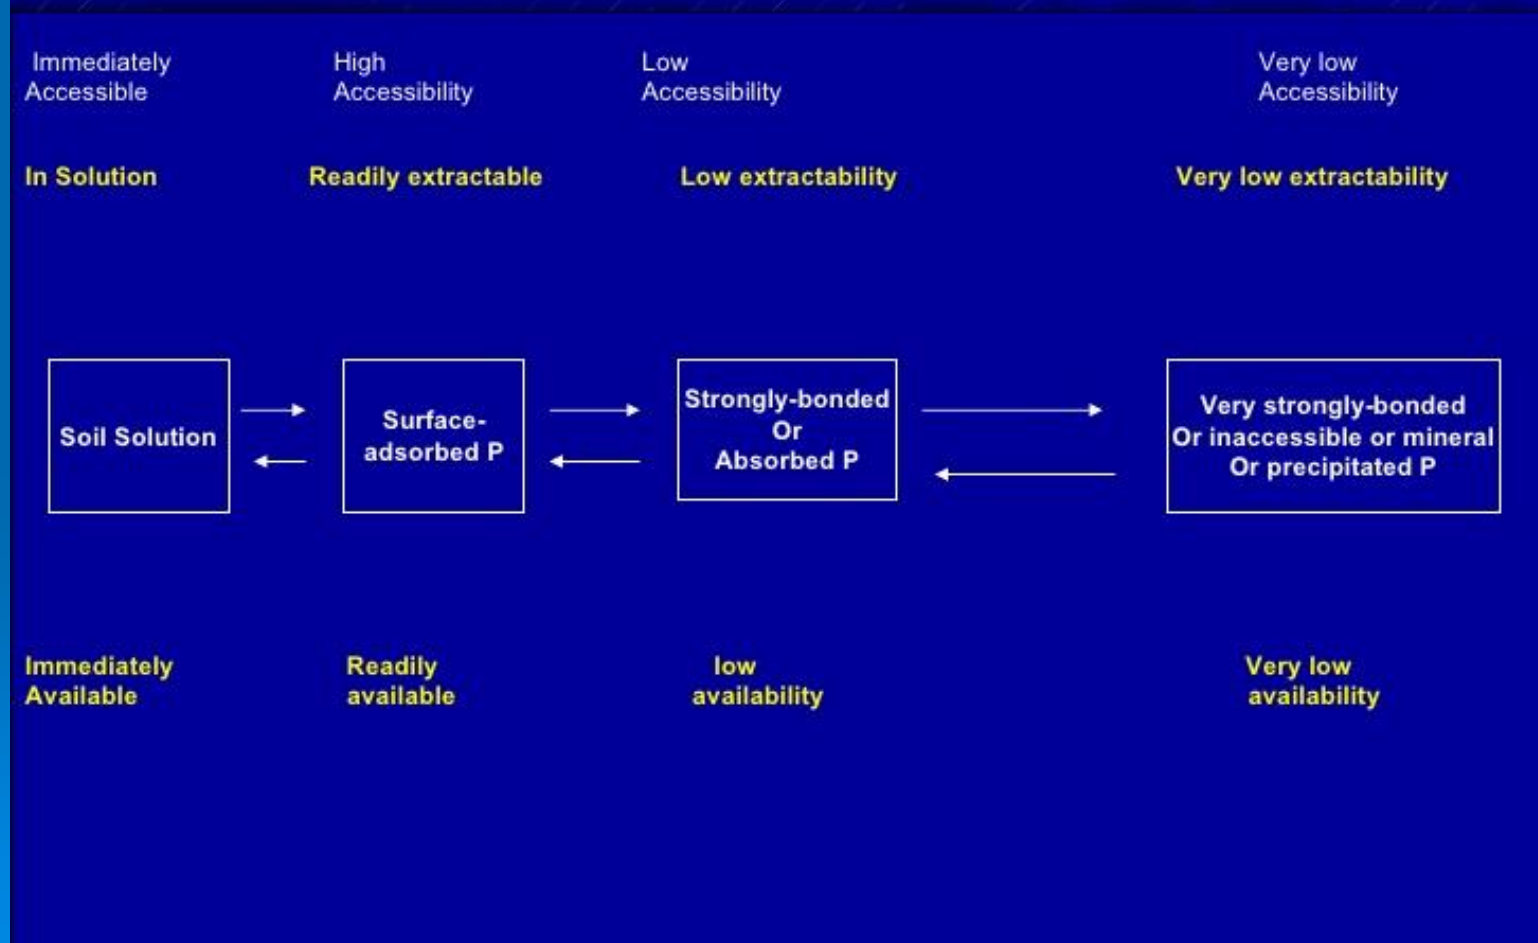 Immediately
Accessible
High
Accessibility
Low
Accessibility
Very low
Accessibility
In Solution
Readily extractable
Low extractability
Very low extractability
Soil Solution
Surface-
adsorbed P
Strongly-bonded
Or
Absorbed P
Very strongly-bonded
Or inaccessible or mineral
Or precipitated P
Immediately
Available
Readily
available
low
availability
Very low
availability